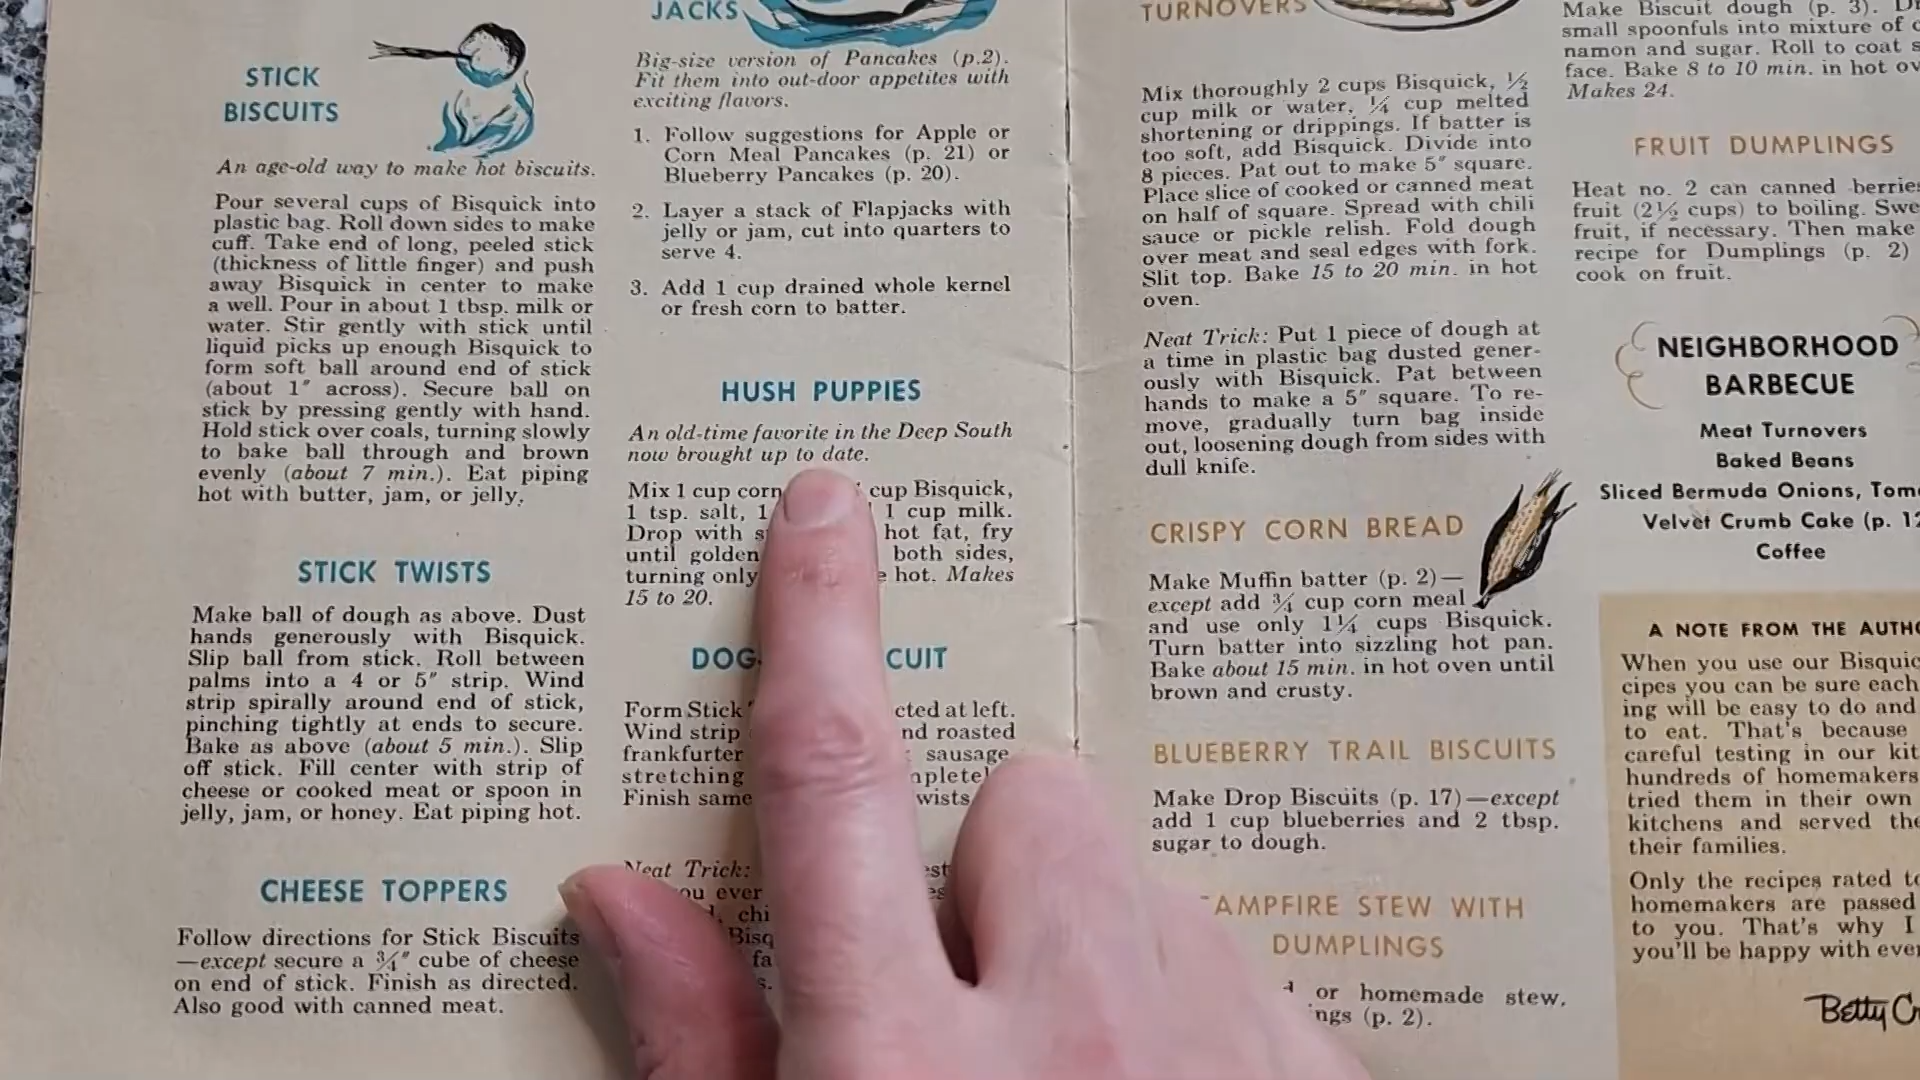 STICK
BISCUITS
An age-old way to make hot biscuits.
Pour several cups of Bisquick into
plastic bag. Roll down sides to make
cuff. Take end of long, peeled stick
(thickness of little finger) and push
away Bisquick in center to make
a well. Pour in about 1 tbsp. milk or
water. Stir gently with stick until
liquid picks up enough Bisquick to
form soft ball around end of stick
(about 1" across). Secure ball on
stick by pressing gently with hand.
Hold stick over coals, turning slowly
to bake ball through and brown
evenly (about 7 min.). Eat piping
hot with butter, jam, or jelly.
STICK TWISTS
Make ball of dough as above. Dust
hands generously with Bisquick.
Slip ball from stick. Roll between
palms into a 4 or 5" strip. Wind
strip spirally around end of stick,
pinching tightly at ends to secure.
Bake as above (about 5 min.). Slip
off stick. Fill center with strip of
cheese or cooked meat or spoon in
jelly, jam, or honey. Eat piping hot.
CHEESE TOPPERS
Follow directions for Stick Biscuits
—except secure a ¾" cube of cheese
on end of stick. Finish as directed.
Also good with canned meat.
JACKS
Big-size version of Pancakes (p.2).
Fit them into out-door appetites with
exciting flavors.
1. Follow suggestions for Apple or
Corn Meal Pancakes (p. 21) or
Blueberry Pancakes (p. 20).
2. Layer a stack of Flapjacks with
jelly or jam, cut into quarters to
serve 4.
3. Add 1 cup drained whole kernel
or fresh corn to batter.
HUSH PUPPIES
An old-time favorite in the Deep South
now brought up to date.
Mix 1 cup corn cup Bisquick,
1 tsp. salt, 1 1 cup milk.
Drop with hot fat, fry
until golden both sides,
turning only hot. Makes
15 to 20.
DOG CUIT
Form Stick cted at left.
Wind strip nd roasted
frankfurter sausage,
stretching
Finish same wists
Neat Trick:
ou ever
chi
Bisq
fa
TURNOVERS
Mix thoroughly 2 cups Bisquick, ½
cup milk or water, ¼ cup melted
shortening or drippings. If batter is
too soft, add Bisquick. Divide into
8 pieces. Pat out to make 5" square.
Place slice of cooked or canned meat
on half of square. Spread with chili
sauce or pickle relish. Fold dough
over meat and seal edges with fork.
Slit top. Bake 15 to 20 min. in hot
oven.
Neat Trick: Put 1 piece of dough at
a time in plastic bag dusted gener-
ously with Bisquick. Pat between
hands to make a 5" square. To re-
move, gradually turn bag inside
out, loosening dough from sides with
dull knife.
CRISPY CORN BREAD
Make Muffin batter (p. 2)—
except add ¾ cup corn meal
and use only 1¼ cups Bisquick.
Turn batter into sizzling hot pan.
Bake about 15 min. in hot oven until
brown and crusty.
BLUEBERRY TRAIL BISCUITS
Make Drop Biscuits (p. 17)—except
add 1 cup blueberries and 2 tbsp.
sugar to dough.
AMPFIRE STEW WITH
DUMPLINGS
or homemade stew.
ngs (p. 2).
Make Biscuit dough (p. 3).
small spoonfuls into mixture of
namon and sugar. Roll to coat
face. Bake 8 to 10 min. in hot ov
Makes 24.
FRUIT DUMPLINGS
Heat no. 2 can canned berries
fruit (2½ cups) to boiling. Swe
fruit, if necessary. Then make
recipe for Dumplings (p. 2)
cook on fruit.
NEIGHBORHOOD
BARBECUE
Meat Turnovers
Baked Beans
Sliced Bermuda Onions, Tom
Velvet Crumb Cake (p. 12
Coffee
A NOTE FROM THE AUTHO
When you use our Bisquic
cipes you can be sure each
ing will be easy to do and
to eat. That's because
careful testing in our kit
hundreds of homemakers
tried them in their own
kitchens and served the
their families.
Only the recipes rated to
homemakers are passed
to you. That's why I
you'll be happy with ever
Betty Cr